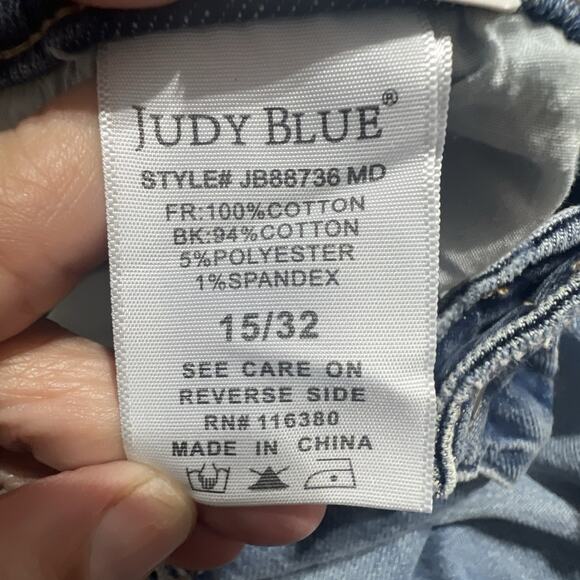 JUDY BLUE®
STYLE# JB88736 MD
FR:100%COTTON
BK:94%COTTON
5%POLYESTER
1%SPANDEX
15/32
SEE CARE ON
REVERSE SIDE
RN# 116380
MADE IN CHINA